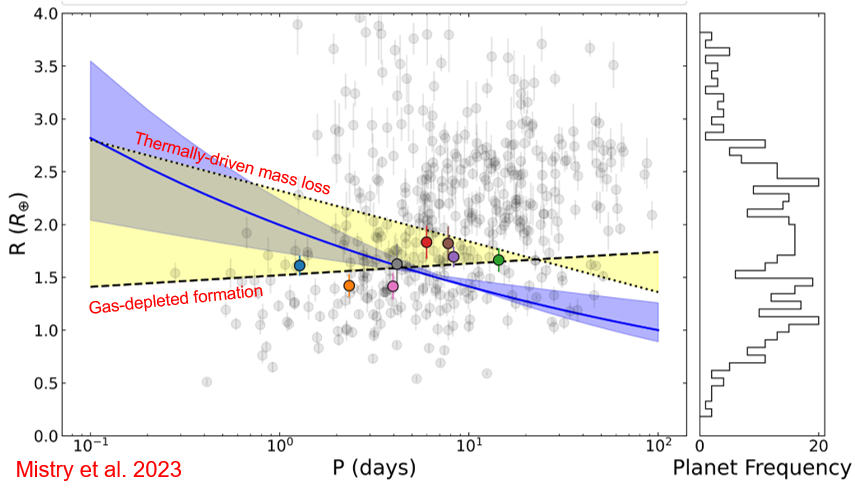 4.0
3.5
3.0
2.5
2.0
1.5
1.0
0.5
0.0
R (R⊕)
Thermally-driven mass loss
Gas-depleted formation
10⁻¹
10⁰
10¹
10²
P (days)
0
20
Planet Frequency
Mistry et al. 2023